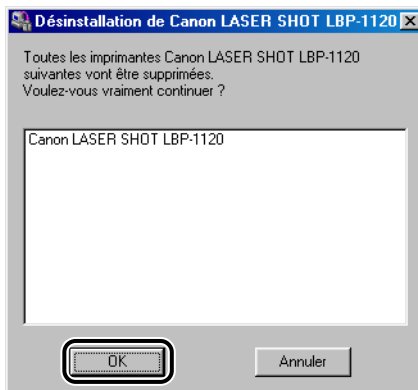 Désinstallation de Canon LASER SHOT LBP-1120
Toutes les imprimantes Canon LASER SHOT LBP-1120
suivantes vont être supprimées.
Voulez-vous vraiment continuer ?
Canon LASER SHOT LBP-1120
OK
Annuler